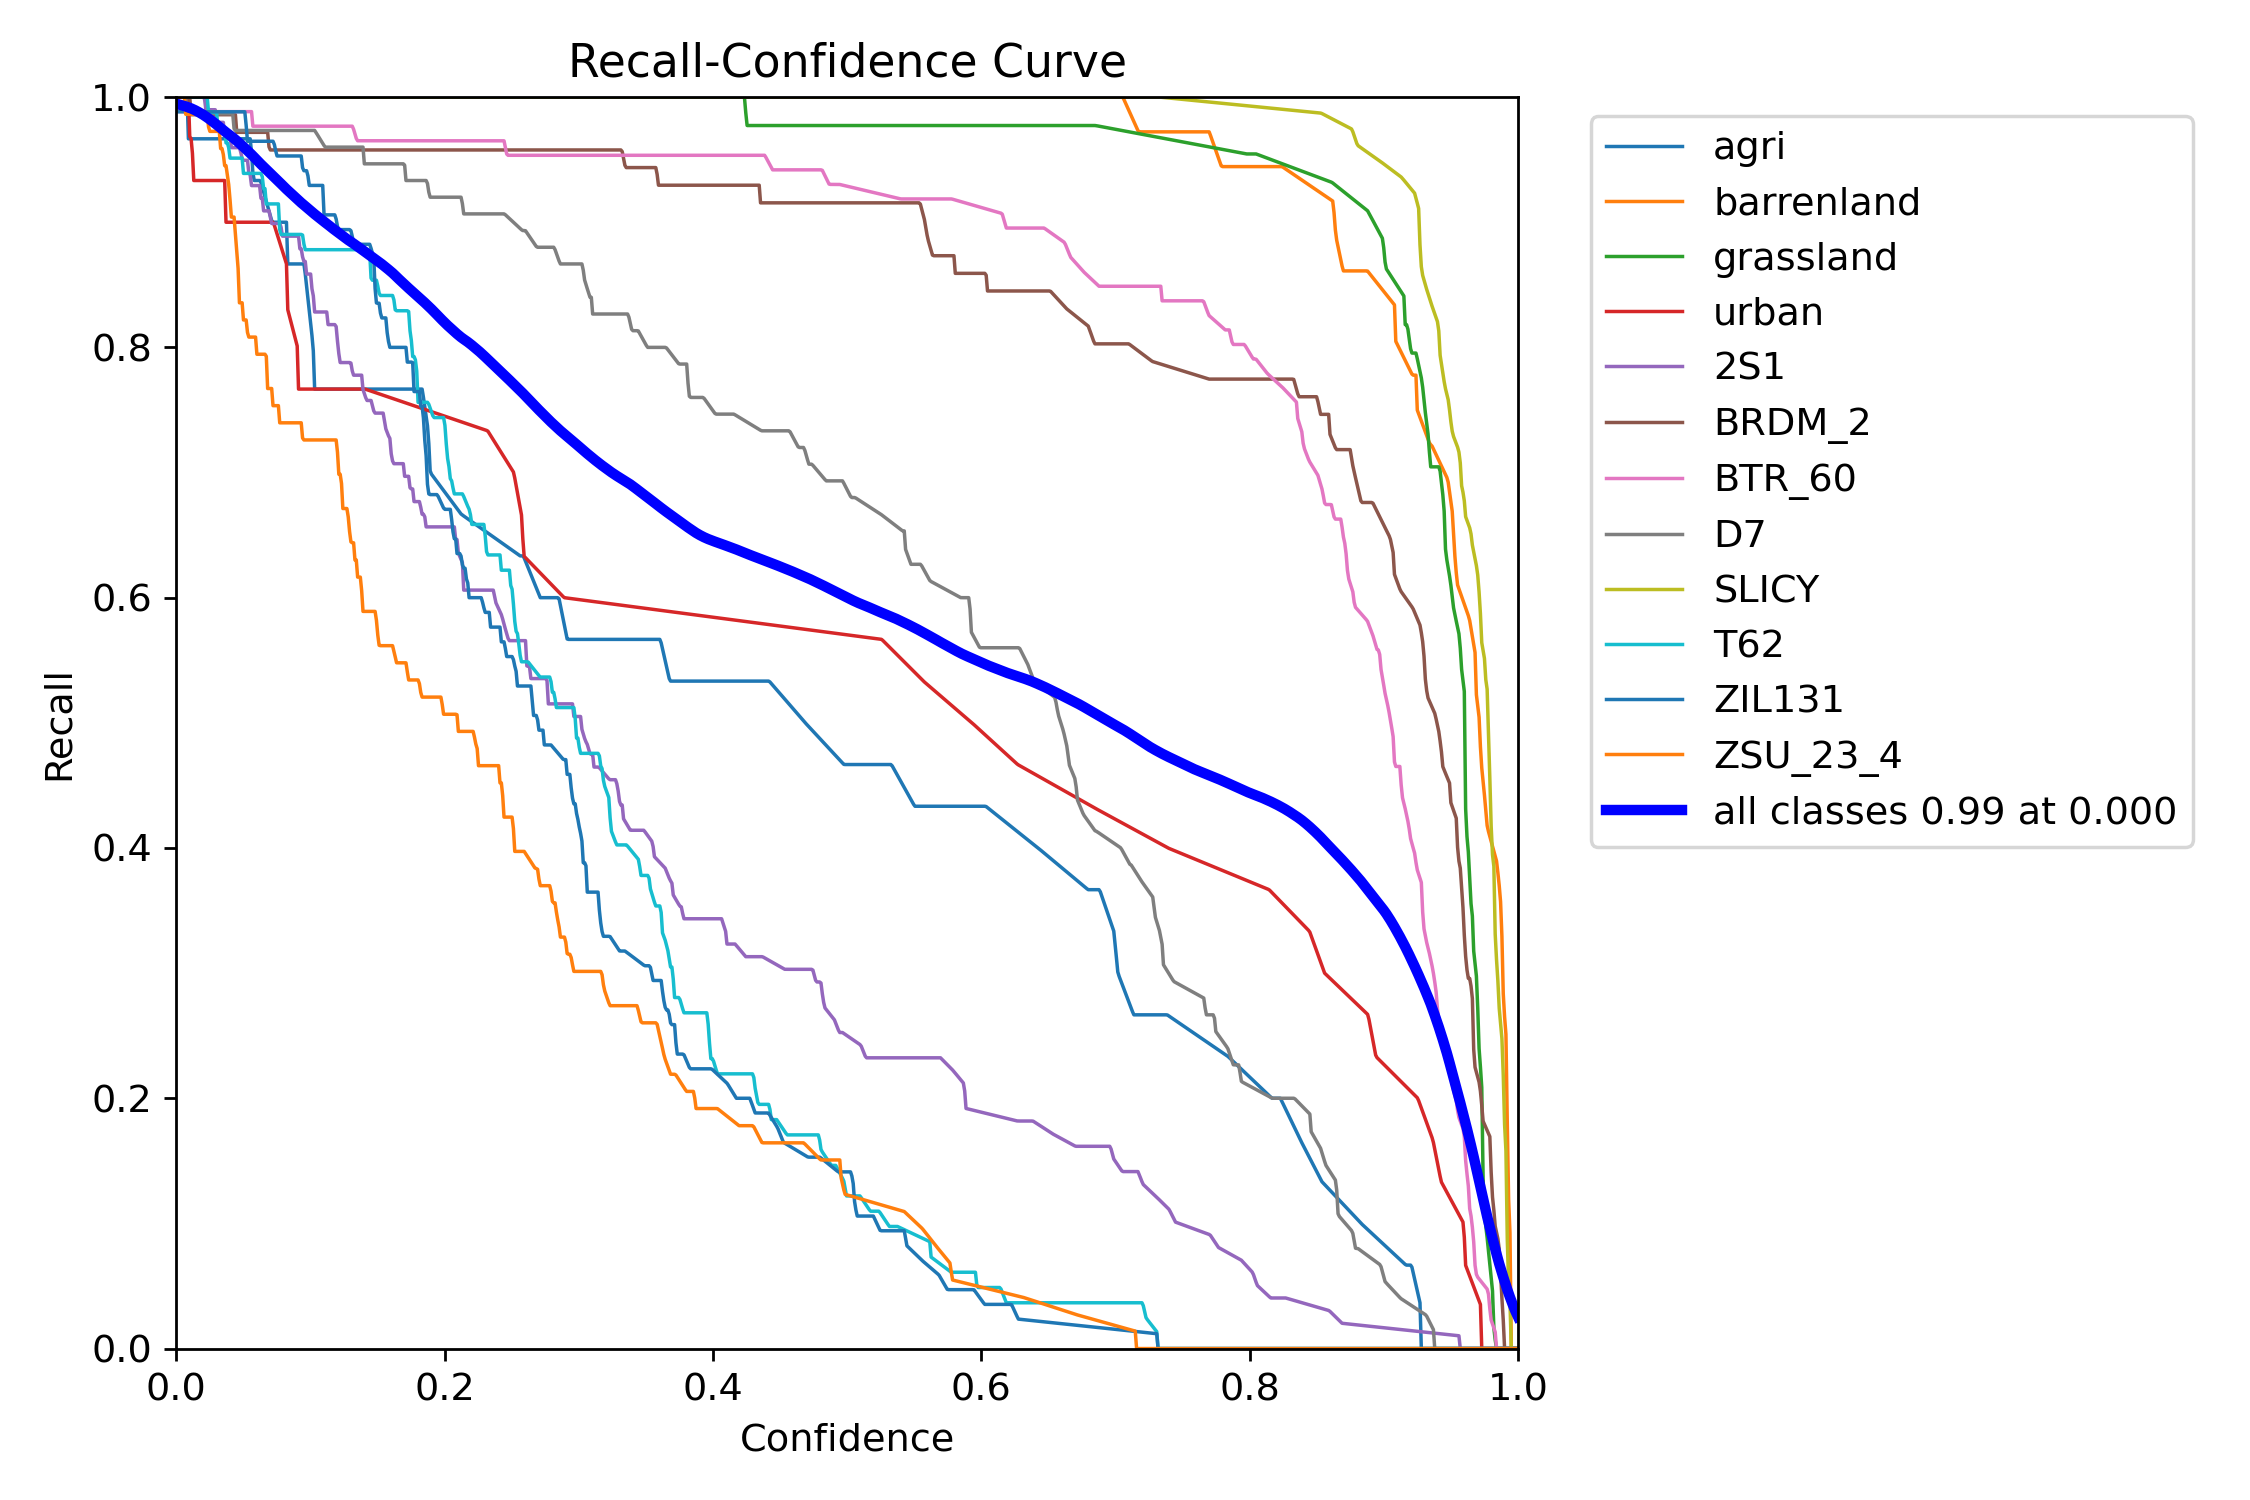 Recall-Confidence Curve
1.0
0.8
0.6
0.4
0.2
0.0
Recall
0.0 0.2 0.4 0.6 0.8 1.0
Confidence
agri
barrenland
grassland
urban
2S1
BRDM_2
BTR_60
D7
SLICY
T62
ZIL131
ZSU_23_4
all classes 0.99 at 0.000